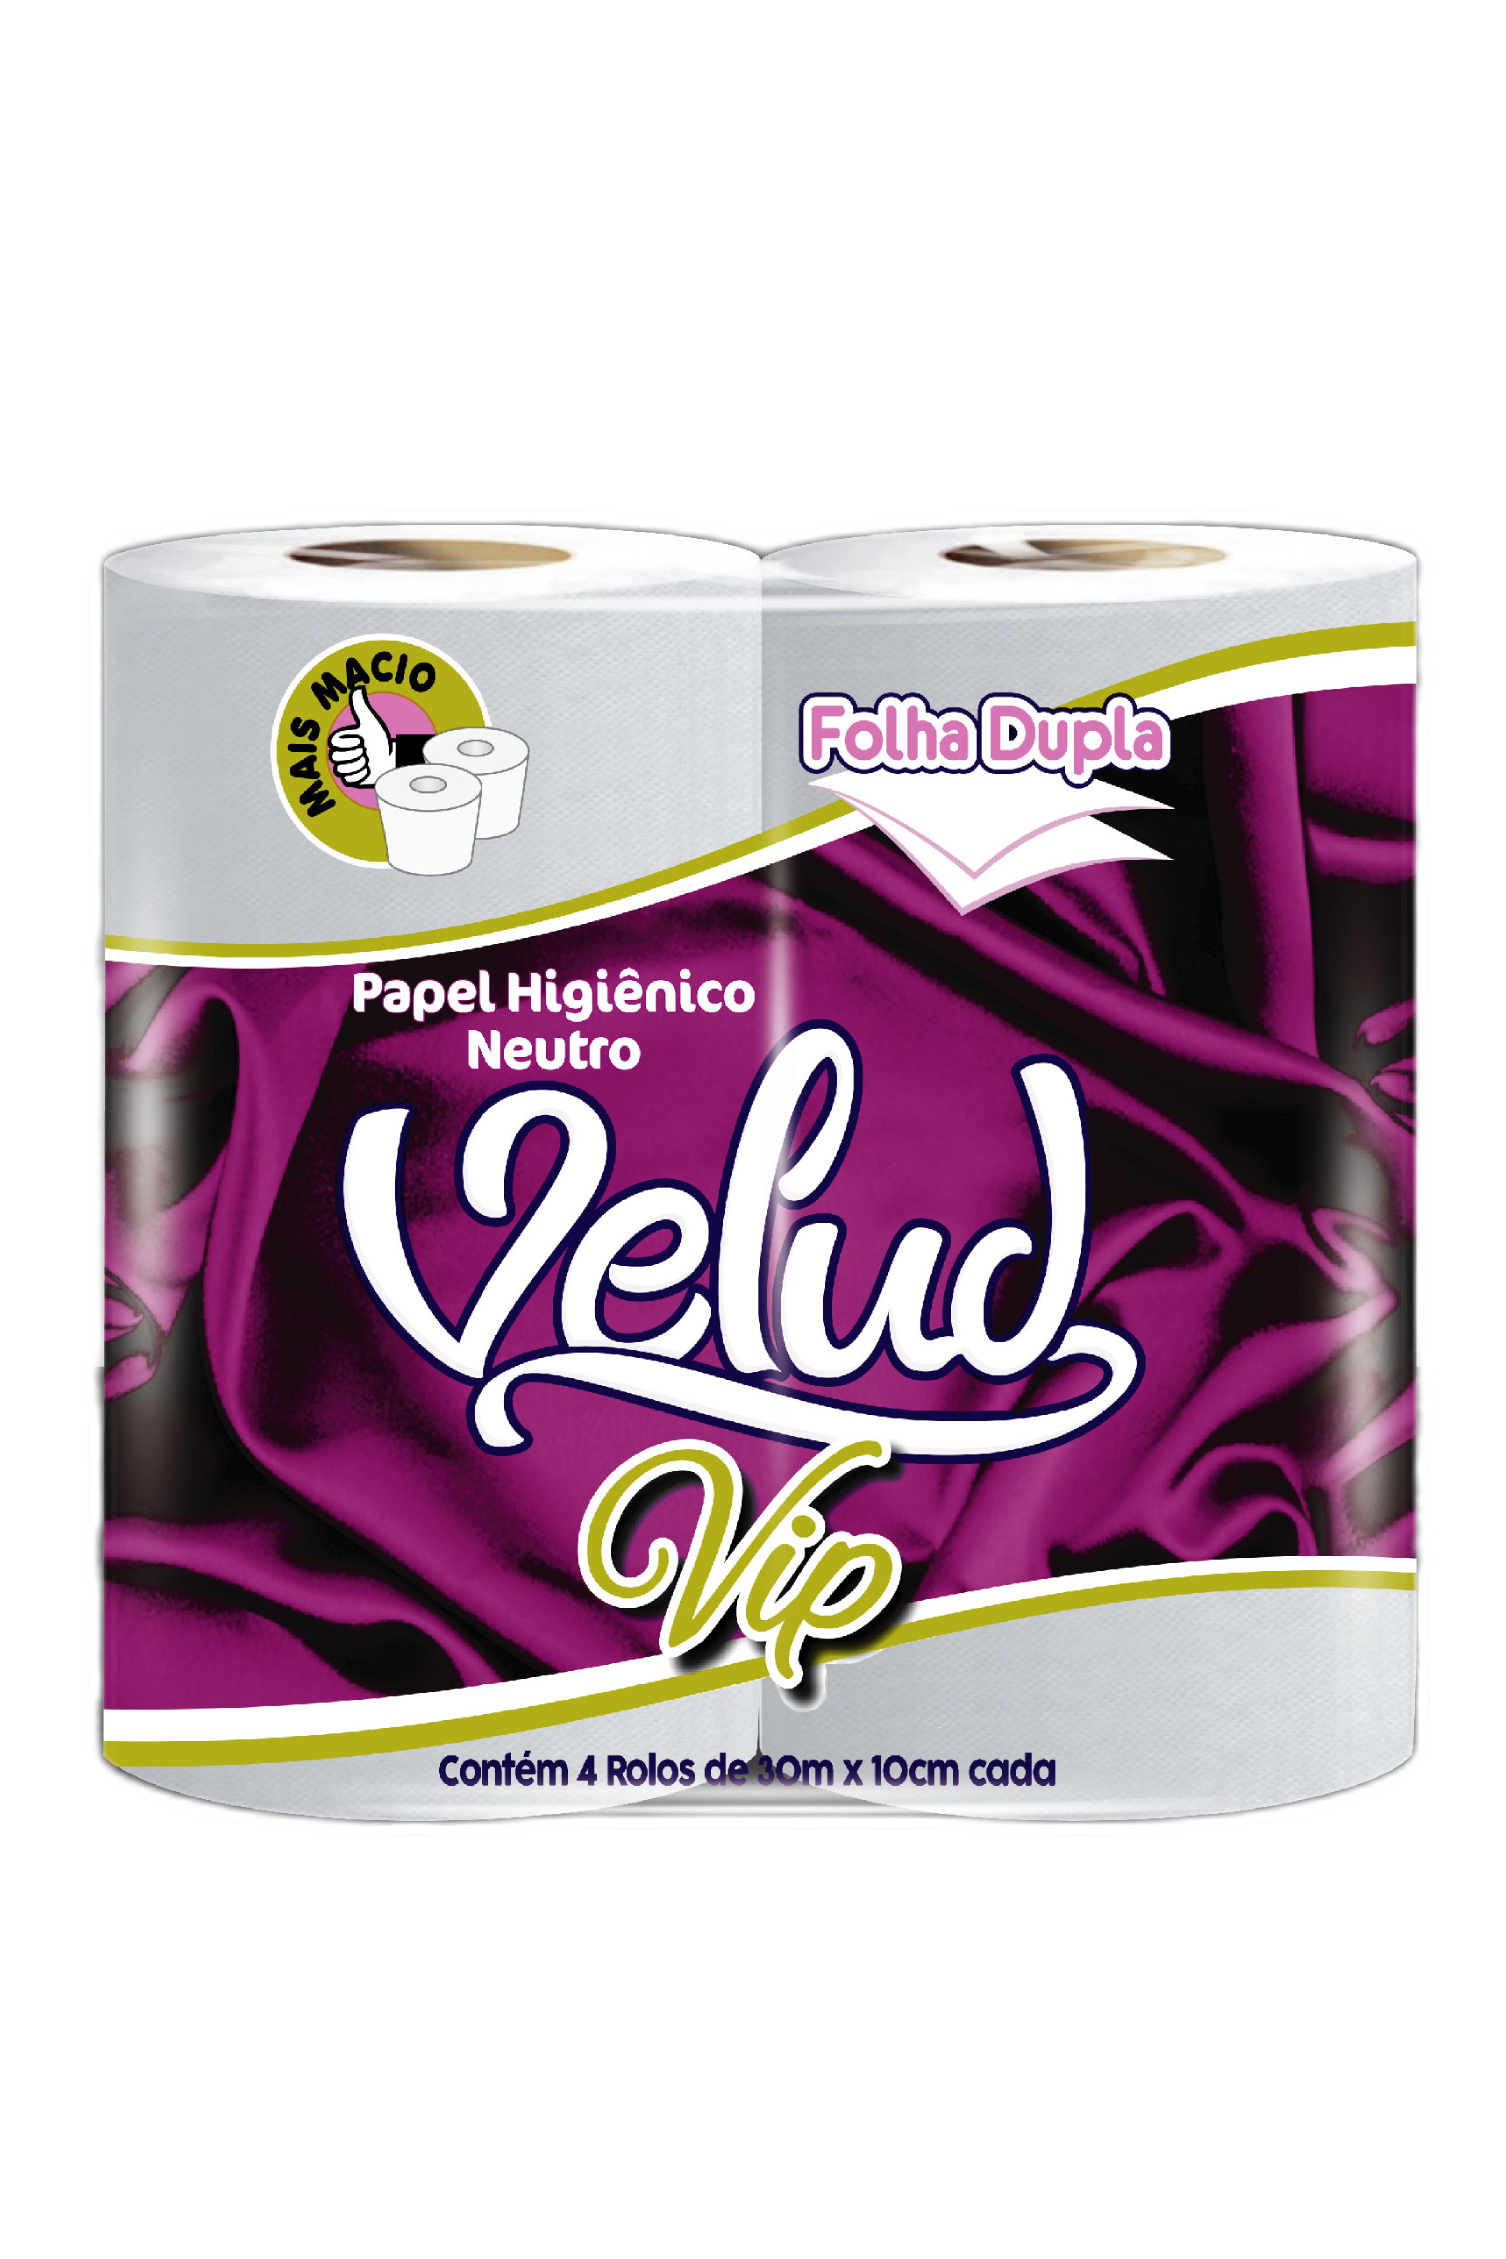 MAIS MACIO
Folha Dupla
Papel Higiênico
Neutro
Velud
Vip
Contém 4 Rolos de 30m x 10cm cada